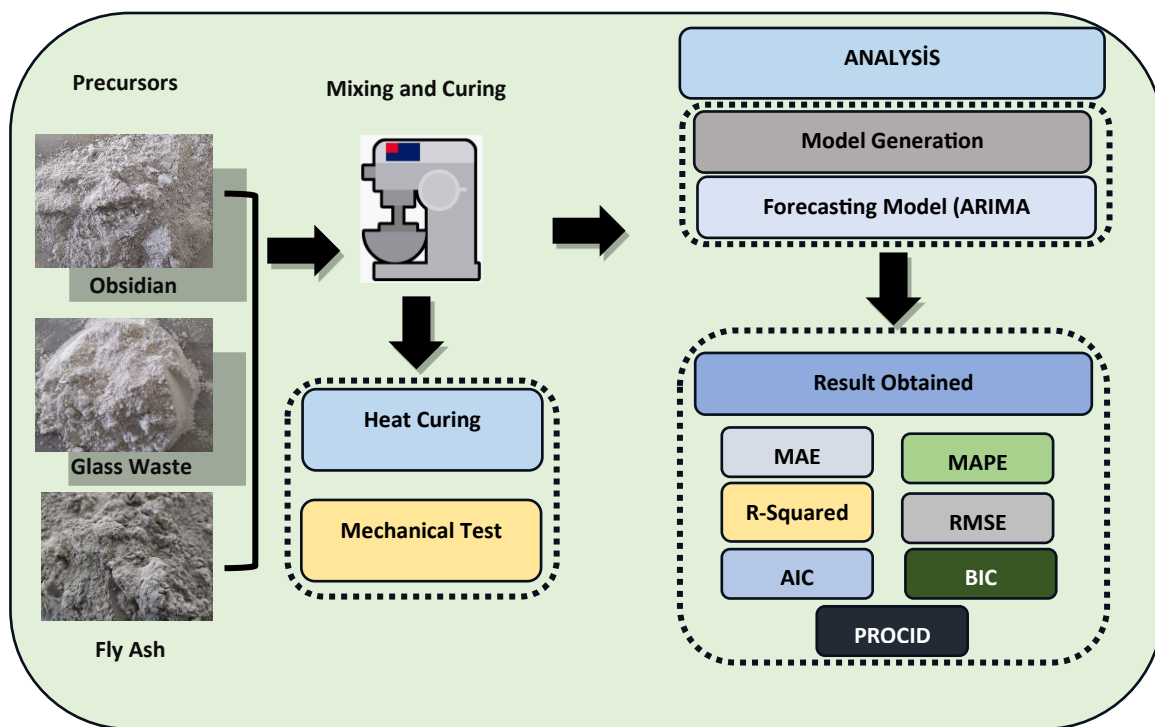 Precursors
Obsidian
Glass Waste
Fly Ash
Mixing and Curing
Heat Curing
Mechanical Test
ANALYSİS
Model Generation
Forecasting Model (ARIMA
Result Obtained
MAE
MAPE
R-Squared
RMSE
AIC
BIC
PROCID